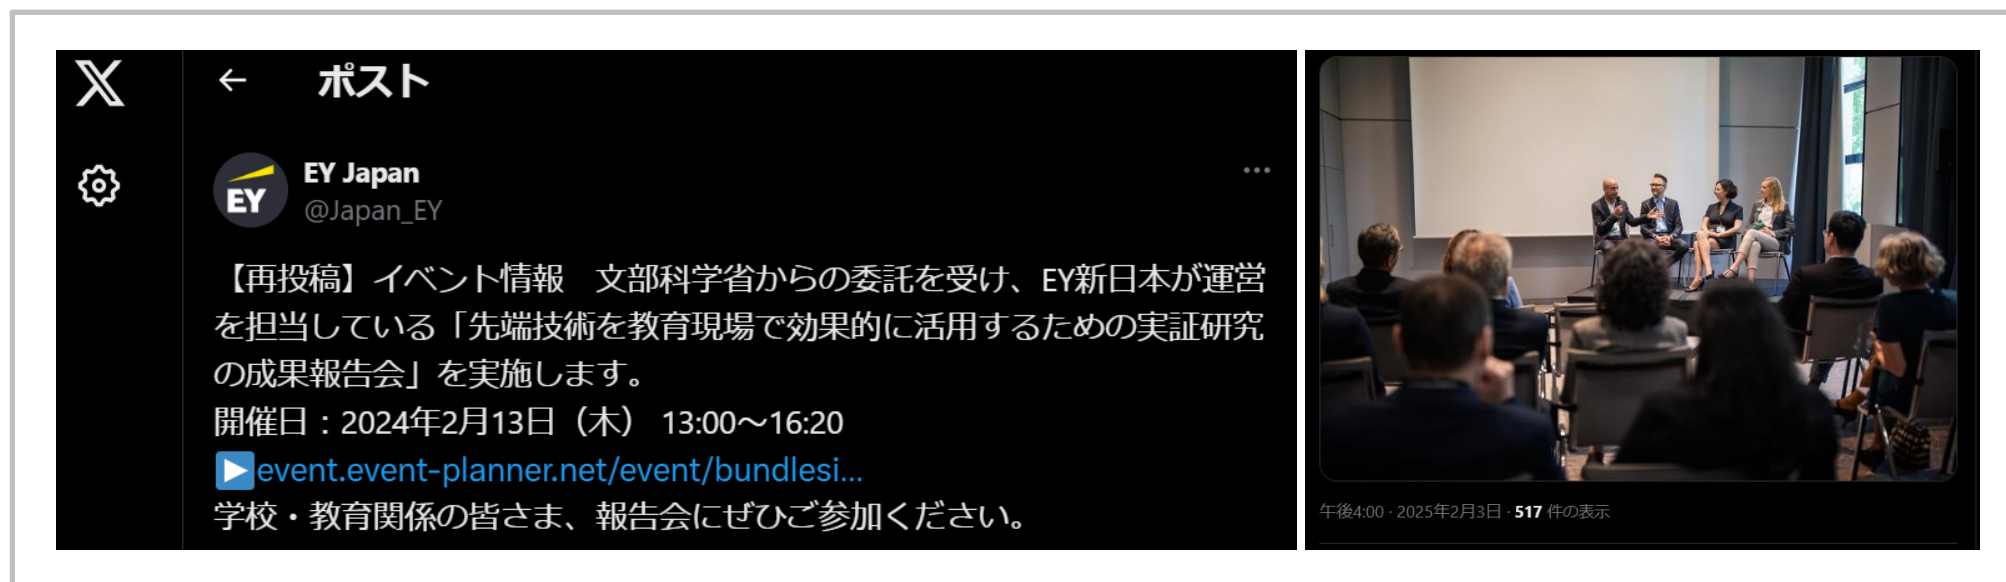 ポスト
EY
EY Japan
@Japan_EY
【再投稿】イベント情報　文部科学省からの委託を受け、EY新日本が運営
を担当している「先端技術を教育現場で効果的に活用するための実証研究
の成果報告会」を実施します。
開催日：2024年2月13日（木） 13:00～16:20
event.event-planner.net/event/bundlesi...
学校・教育関係の皆さま、報告会にぜひご参加ください。
午後4:00 · 2025年2月3日 · 517 件の表示